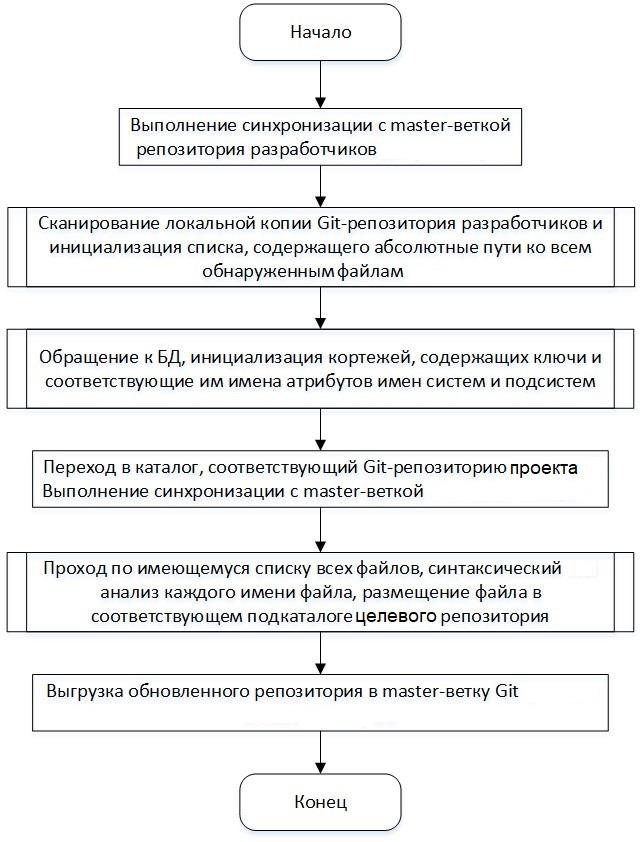 Начало
Выполнение синхронизации с master-веткой
репозитория разработчиков
Сканирование локальной копии Git-репозитория разработчиков и
инициализация списка, содержащего абсолютные пути ко всем
обнаруженным файлам
Обращение к БД, инициализация кортежей, содержащих ключи и
соответствующие им имена атрибутов имен систем и подсистем
Переход в каталог, соответствующий Git-репозиторию проекта
Выполнение синхронизации с master-веткой
Проход по имеющемуся списку всех файлов, синтаксический
анализ каждого имени файла, размещение файла в
соответствующем подкаталоге целевого репозитория
Выгрузка обновленного репозитория в master-ветку Git
Конец